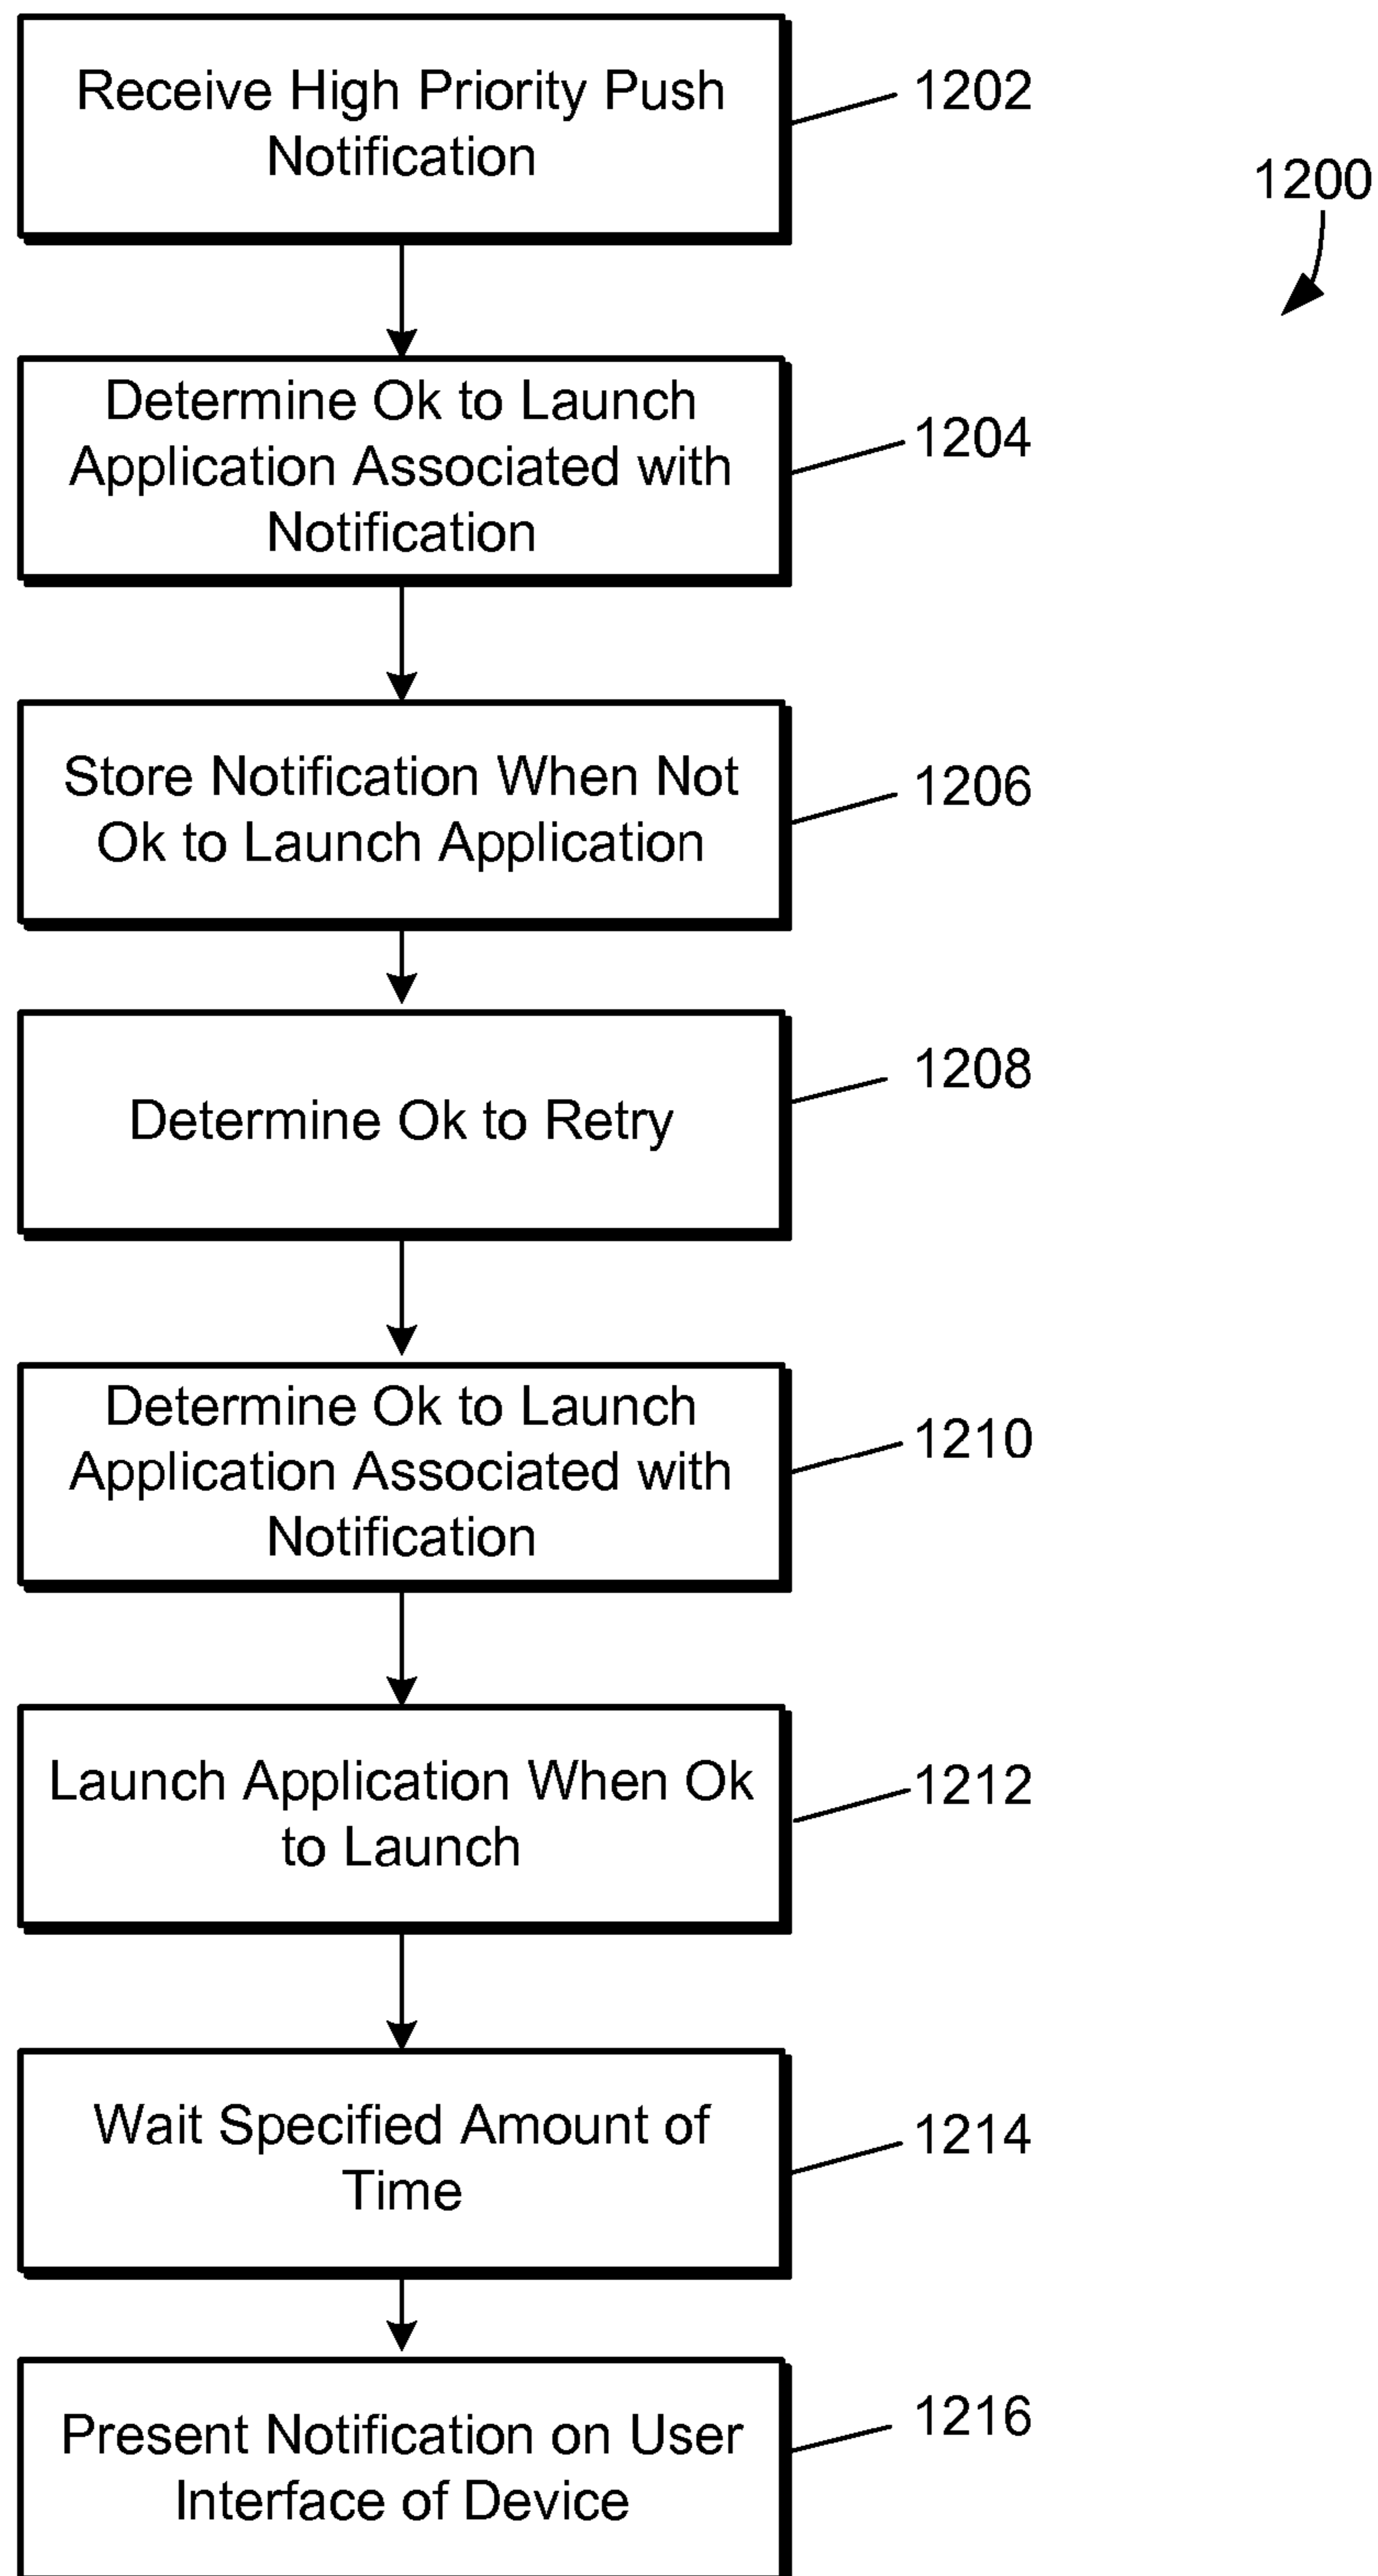 Receive High Priority Push
Notification
1202
1200
Determine Ok to Launch
Application Associated with
Notification
1204
Store Notification When Not
Ok to Launch Application
1206
Determine Ok to Retry
1208
Determine Ok to Launch
Application Associated with
Notification
1210
Launch Application When Ok
to Launch
1212
Wait Specified Amount of
Time
1214
Present Notification on User
Interface of Device
1216